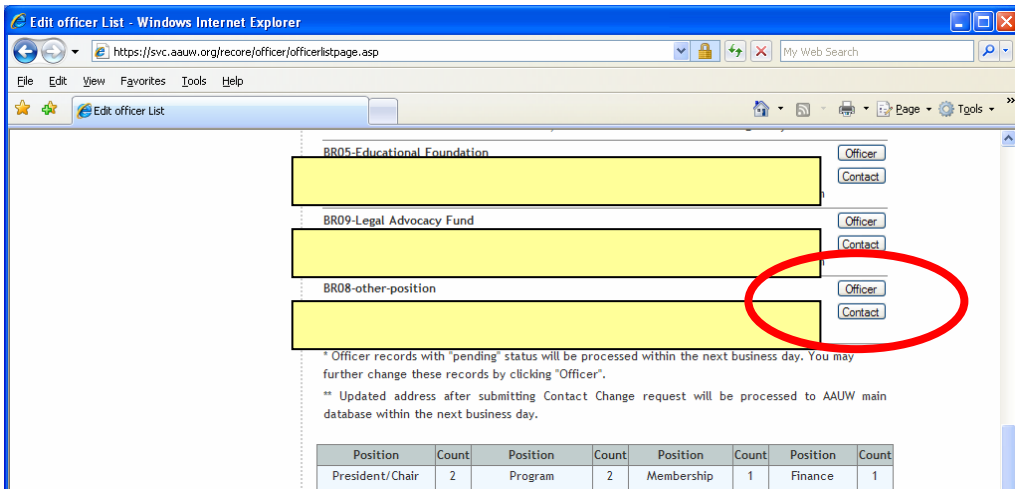 Edit officer List - Windows Internet Explorer
https://svc.aauw.org/recore/officer/officerlistpage.asp
My Web Search
File Edit View Favorites Tools Help
Edit officer List
Page Tools
BR05-Educational Foundation
Officer
Contact
BR09-Legal Advocacy Fund
Officer
Contact
BR08-other-position
Officer
Contact
* Officer records with "pending" status will be processed within the next business day. You may
further change these records by clicking "Officer".
** Updated address after submitting Contact Change request will be processed to AAUW main
database within the next business day.
Position Count Position Count Position Count Position Count
President/Chair 2 Program 2 Membership 1 Finance 1